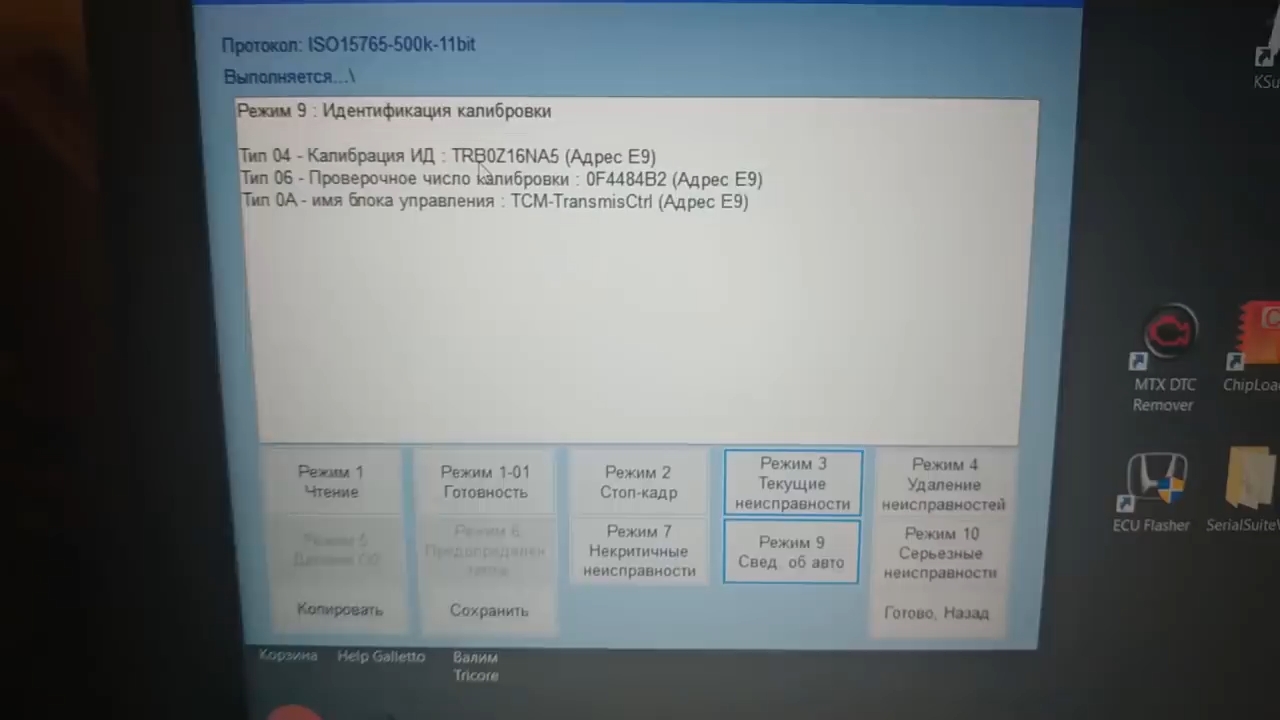 Протокол: ISO15765-500k-11bit
Выполняется...\
Режим 9 : Идентификация калибровки
Тип 04 - Калибрация ИД : TRB0Z16NA5 (Адрес E9)
Тип 06 - Проверочное число калибровки : 0F4484B2 (Адрес E9)
Тип 0A - имя блока управления : TCM-TransmisCtrl (Адрес E9)
Режим 1
Чтение
Режим 1-01
Готовность
Режим 2
Стоп-кадр
Режим 3
Текущие
неисправности
Режим 4
Удаление
неисправностей
Режим 5
Режим 6
Режим 7
Некритичные
неисправности
Режим 9
Свед. об авто
Режим 10
Серьезные
неисправности
Копировать
Сохранить
Готово, Назад
Корзина
Help Galletto
Валим
Tricore
MTX DTC
Remover
ECU Flasher